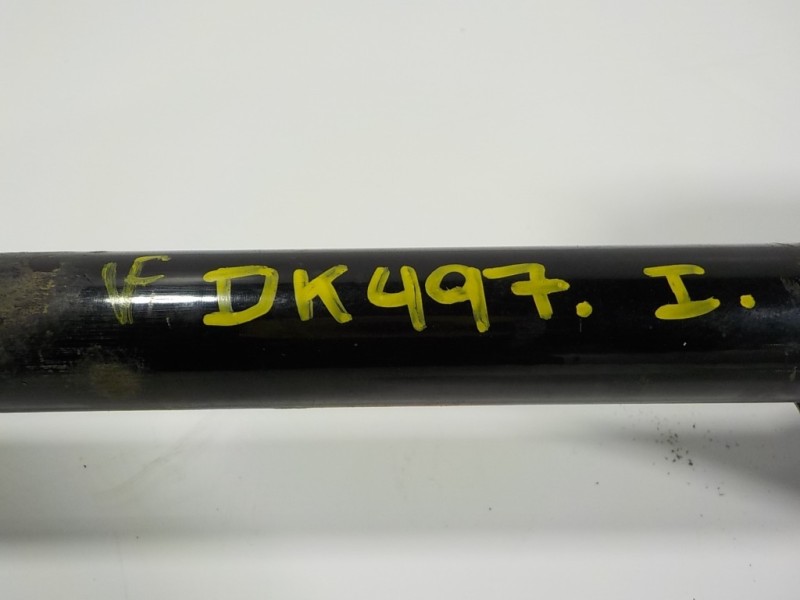 VF DK497. I.